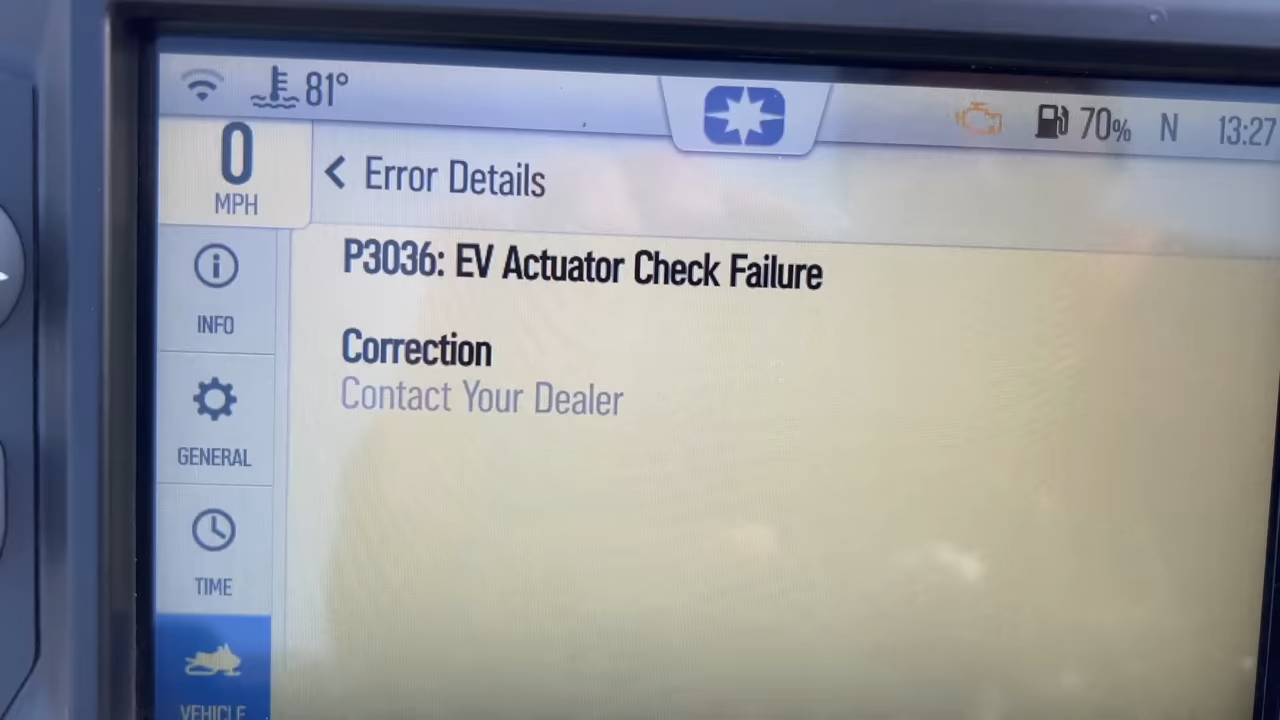 81°
70% N 13:27
0
MPH
Error Details
P3036: EV Actuator Check Failure
INFO
Correction
Contact Your Dealer
GENERAL
TIME
VEHICLE